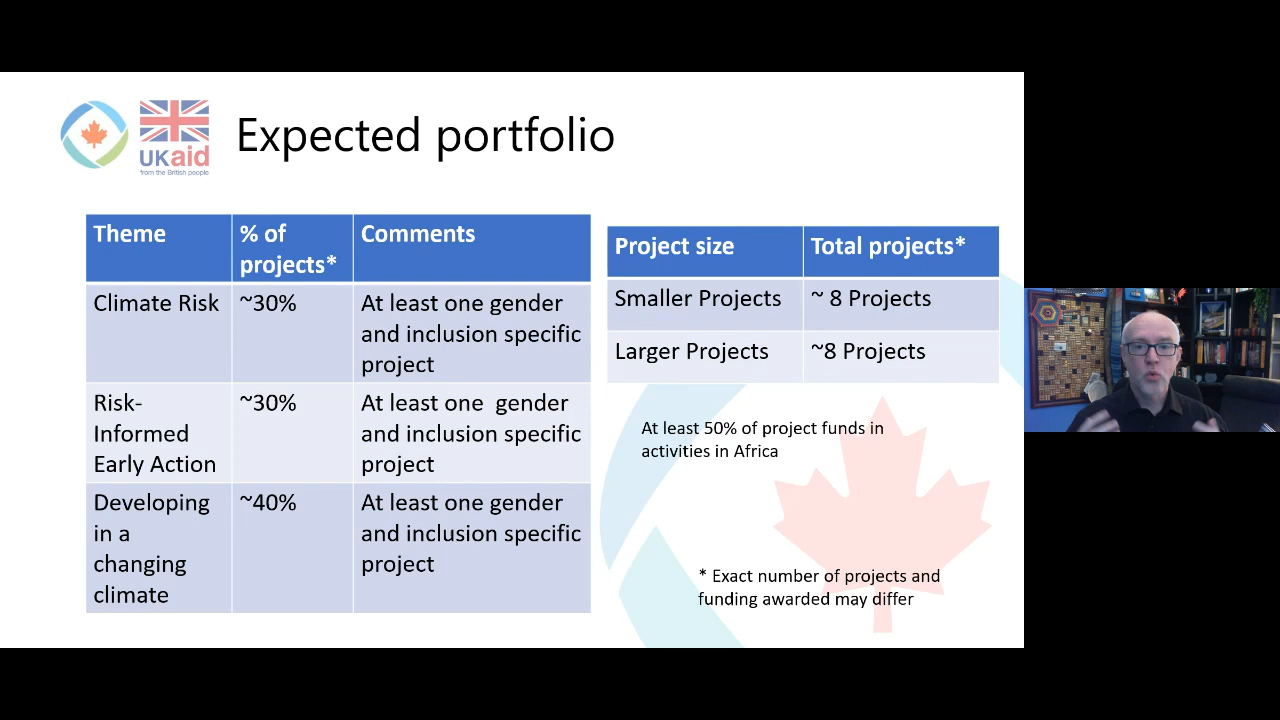 UKaid
from the British people
Expected portfolio
Theme
% of
projects*
Comments
Climate Risk
~30%
At least one gender
and inclusion specific
project
Risk-
Informed
Early Action
~30%
At least one  gender
and inclusion specific
project
Developing
in a
changing
climate
~40%
At least one gender
and inclusion specific
project
Project size
Total projects*
Smaller Projects
~ 8 Projects
Larger Projects
~8 Projects
At least 50% of project funds in
activities in Africa
* Exact number of projects and
funding awarded may differ